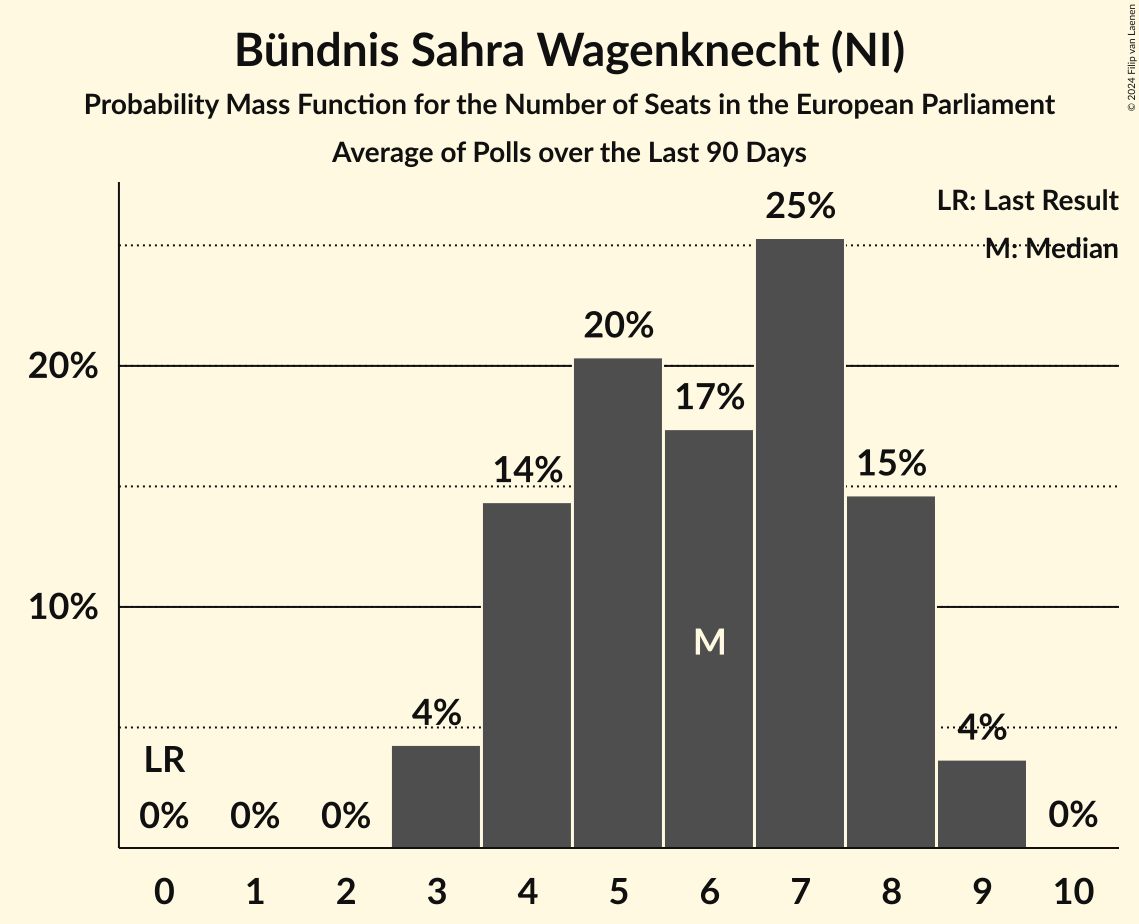 Bündnis Sahra Wagenknecht (NI)
Probability Mass Function for the Number of Seats in the European Parliament
Average of Polls over the Last 90 Days
© 2024 Filip van Laenen
LR: Last Result
M: Median
25%
20%
17%
15%
14%
4%
4%
LR
0%
0%
0%
0%
M
20%
10%
0 1 2 3 4 5 6 7 8 9 10